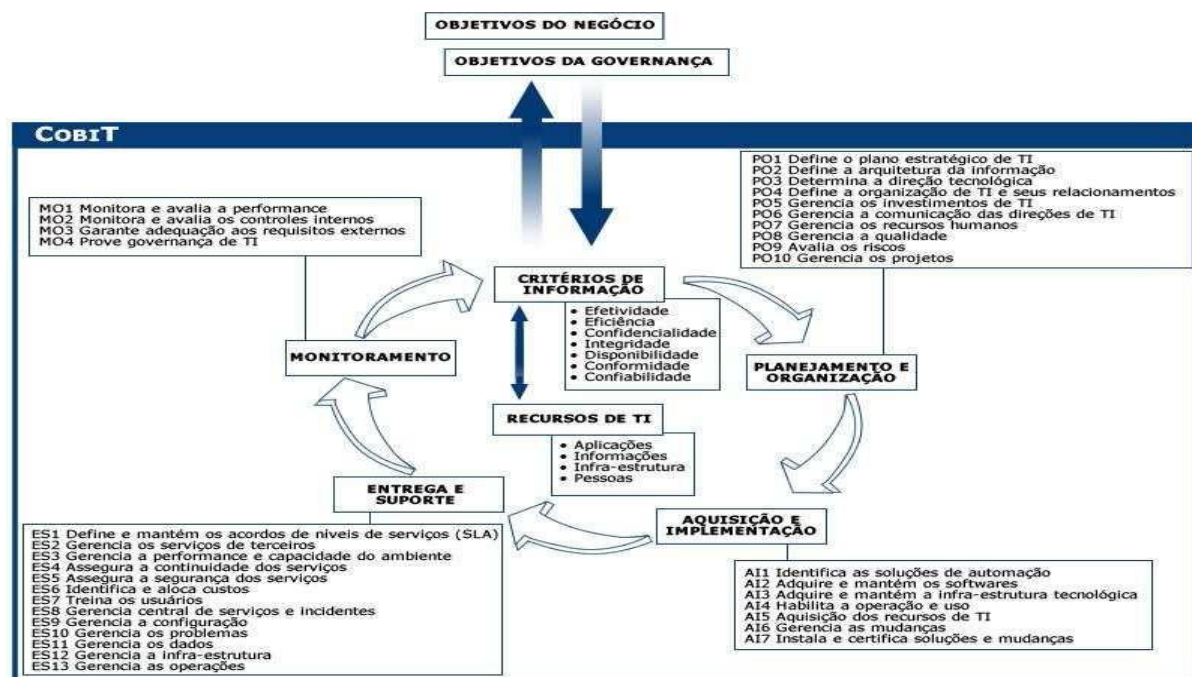 OBJETIVOS DO NEGÓCIO
OBJETIVOS DA GOVERNANÇA
COBIT
MO1 Monitora e avalia a performance
MO2 Monitora e avalia os controles internos
MO3 Garante adequação aos requisitos externos
MO4 Prove governança de TI
PO1 Define o plano estratégico de TI
PO2 Define a arquitetura da informação
PO3 Determina a direção tecnológica
PO4 Define a organização de TI e seus relacionamentos
PO5 Gerencia os investimentos de TI
PO6 Gerencia a comunicação das direções de TI
PO7 Gerencia os recursos humanos
PO8 Gerencia a qualidade
PO9 Avalia os riscos
PO10 Gerencia os projetos
CRITÉRIOS DE
INFORMAÇÃO
• Efetividade
• Eficiência
• Confidencialidade
• Integridade
• Disponibilidade
• Conformidade
• Confiabilidade
MONITORAMENTO
PLANEJAMENTO E
ORGANIZAÇÃO
RECURSOS DE TI
• Aplicações
• Informações
• Infra-estrutura
• Pessoas
ENTREGA E
SUPORTE
AQUISIÇÃO E
IMPLEMENTAÇÃO
ES1 Define e mantém os acordos de níveis de serviços (SLA)
ES2 Gerencia os serviços de terceiros
ES3 Gerencia a performance e capacidade do ambiente
ES4 Assegura a continuidade dos serviços
ES5 Assegura a segurança dos serviços
ES6 Identifica e aloca custos
ES7 Treina os usuários
ES8 Gerencia central de serviços e incidentes
ES9 Gerencia a configuração
ES10 Gerencia os problemas
ES11 Gerencia os dados
ES12 Gerencia a infra-estrutura
ES13 Gerencia as operações
AI1 Identifica as soluções de automação
AI2 Adquire e mantém os softwares
AI3 Adquire e mantém a infra-estrutura tecnológica
AI4 Habilita a operação e uso
AI5 Aquisição dos recursos de TI
AI6 Gerencia as mudanças
AI7 Instala e certifica soluções e mudanças